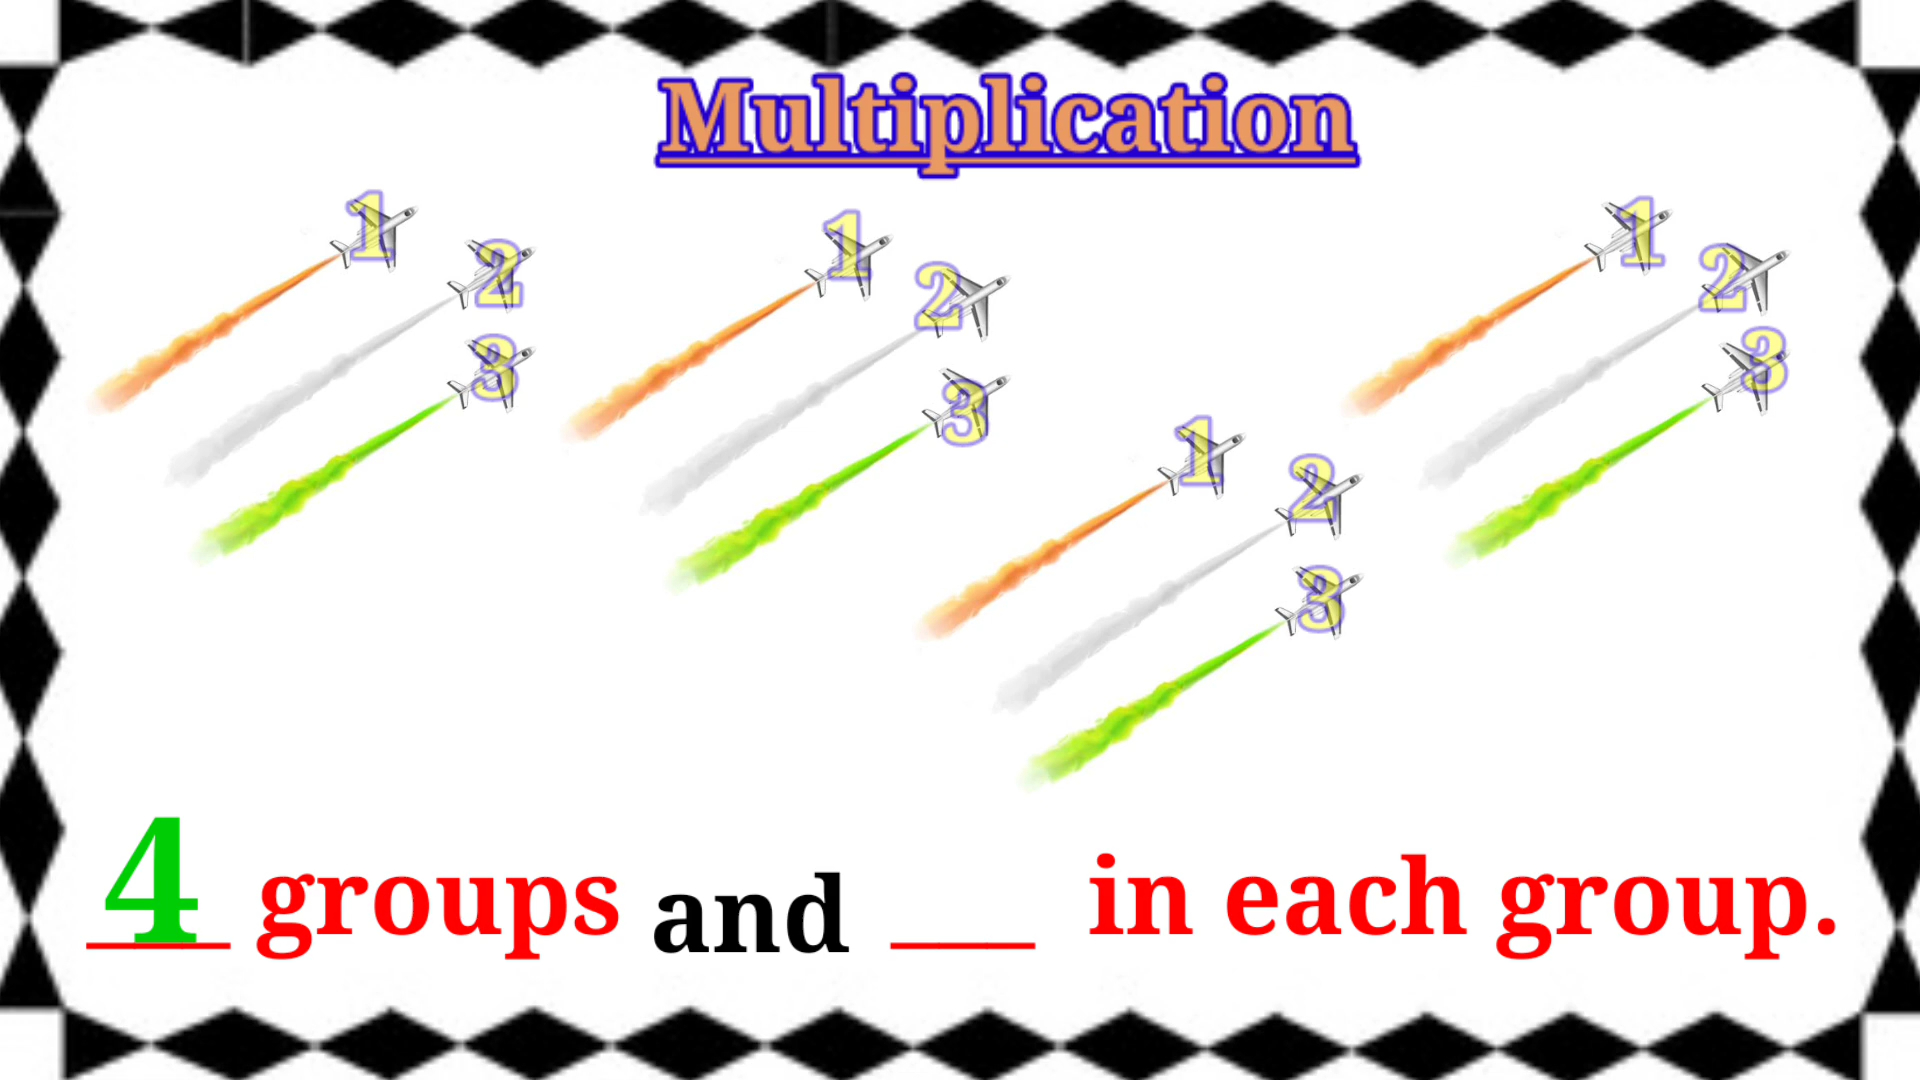 Multiplication
1 2 3
1 2 3
1 2 3
1 2 3
4 groups and ___ in each group.